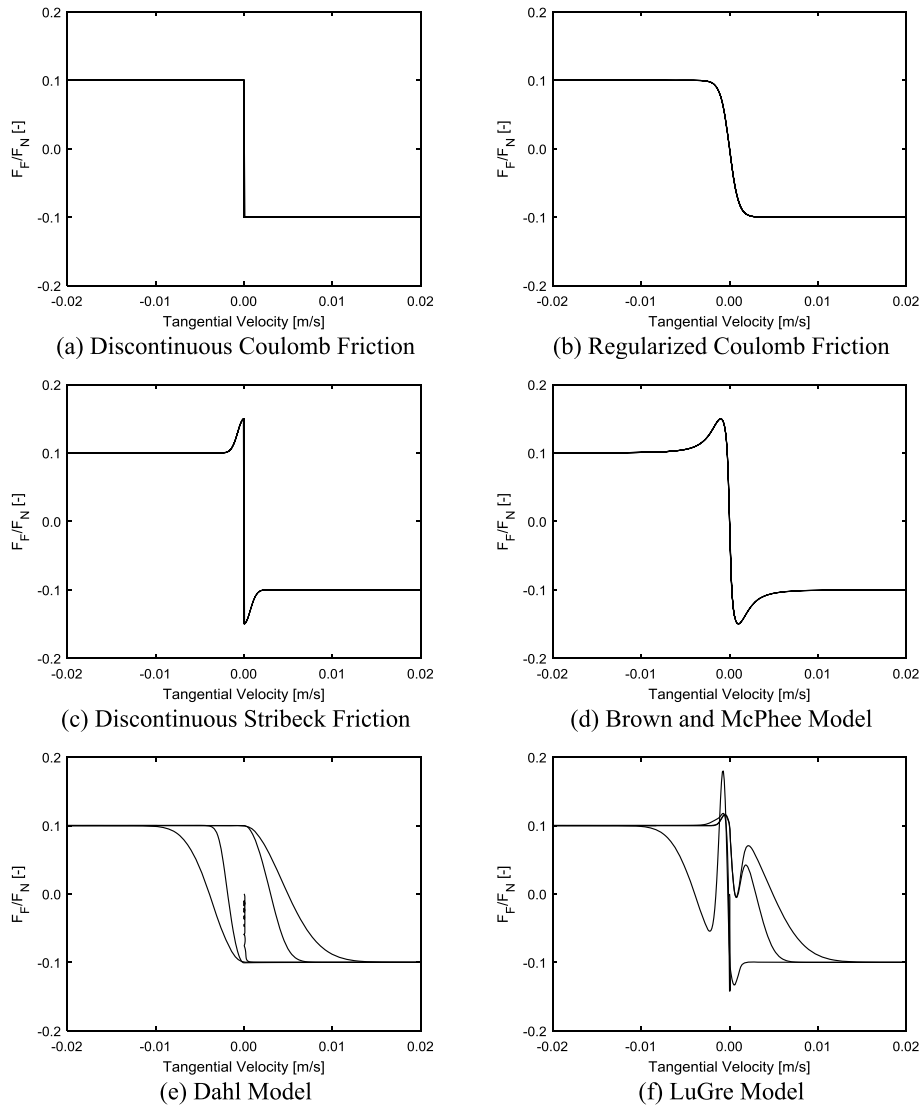 0.2
0.1
0.0
-0.1
-0.2
F_F/F_N [-]
-0.02 -0.01 0.00 0.01 0.02
Tangential Velocity [m/s]
(a) Discontinuous Coulomb Friction
0.2
0.1
0.0
-0.1
-0.2
F_F/F_N [-]
-0.02 -0.01 0.00 0.01 0.02
Tangential Velocity [m/s]
(b) Regularized Coulomb Friction
0.2
0.1
0.0
-0.1
-0.2
F_F/F_N [-]
-0.02 -0.01 0.00 0.01 0.02
Tangential Velocity [m/s]
(c) Discontinuous Stribeck Friction
0.2
0.1
0.0
-0.1
-0.2
F_F/F_N [-]
-0.02 -0.01 0.00 0.01 0.02
Tangential Velocity [m/s]
(d) Brown and McPhee Model
0.2
0.1
0.0
-0.1
-0.2
F_F/F_N [-]
-0.02 -0.01 0.00 0.01 0.02
Tangential Velocity [m/s]
(e) Dahl Model
0.2
0.1
0.0
-0.1
-0.2
F_F/F_N [-]
-0.02 -0.01 0.00 0.01 0.02
Tangential Velocity [m/s]
(f) LuGre Model